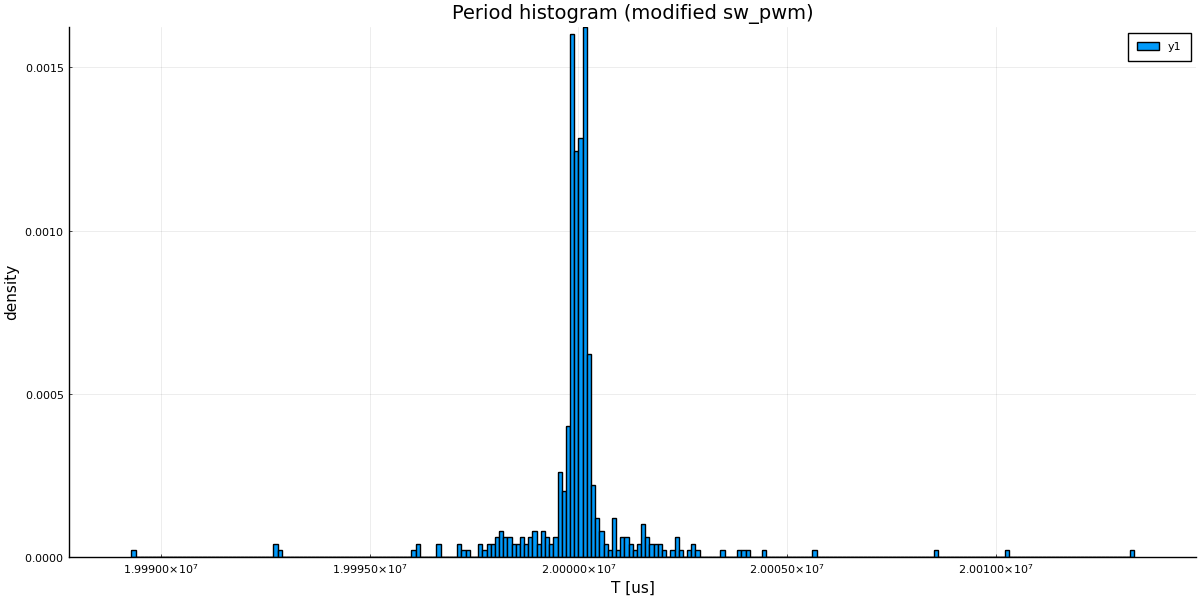 Period histogram (modified sw_pwm)
y1
0.0015
0.0010
0.0005
0.0000
density
1.99900×10⁷ 1.99950×10⁷ 2.00000×10⁷ 2.00050×10⁷ 2.00100×10⁷
T [us]